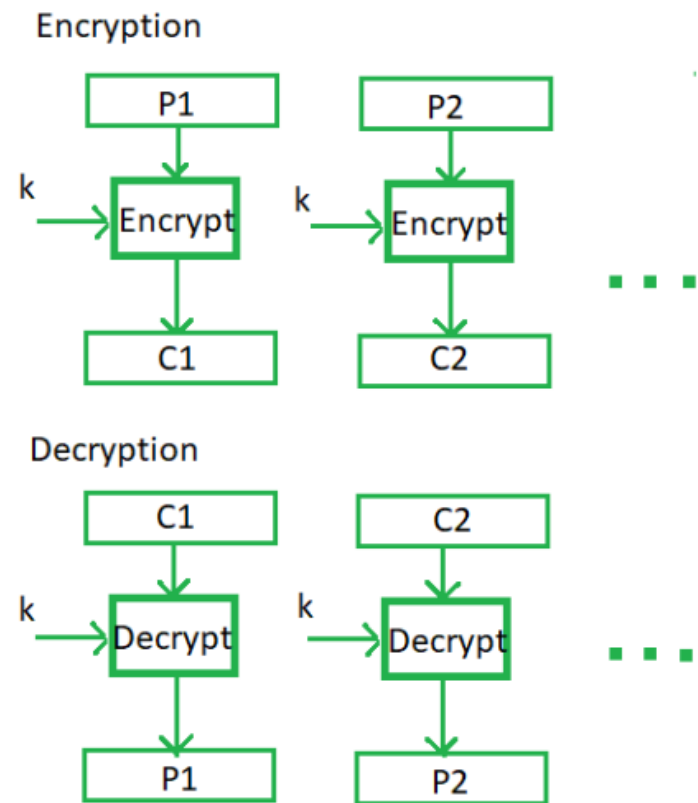 Encryption
P1 P2
k Encrypt k Encrypt
C1 C2
Decryption
C1 C2
k Decrypt k Decrypt
P1 P2